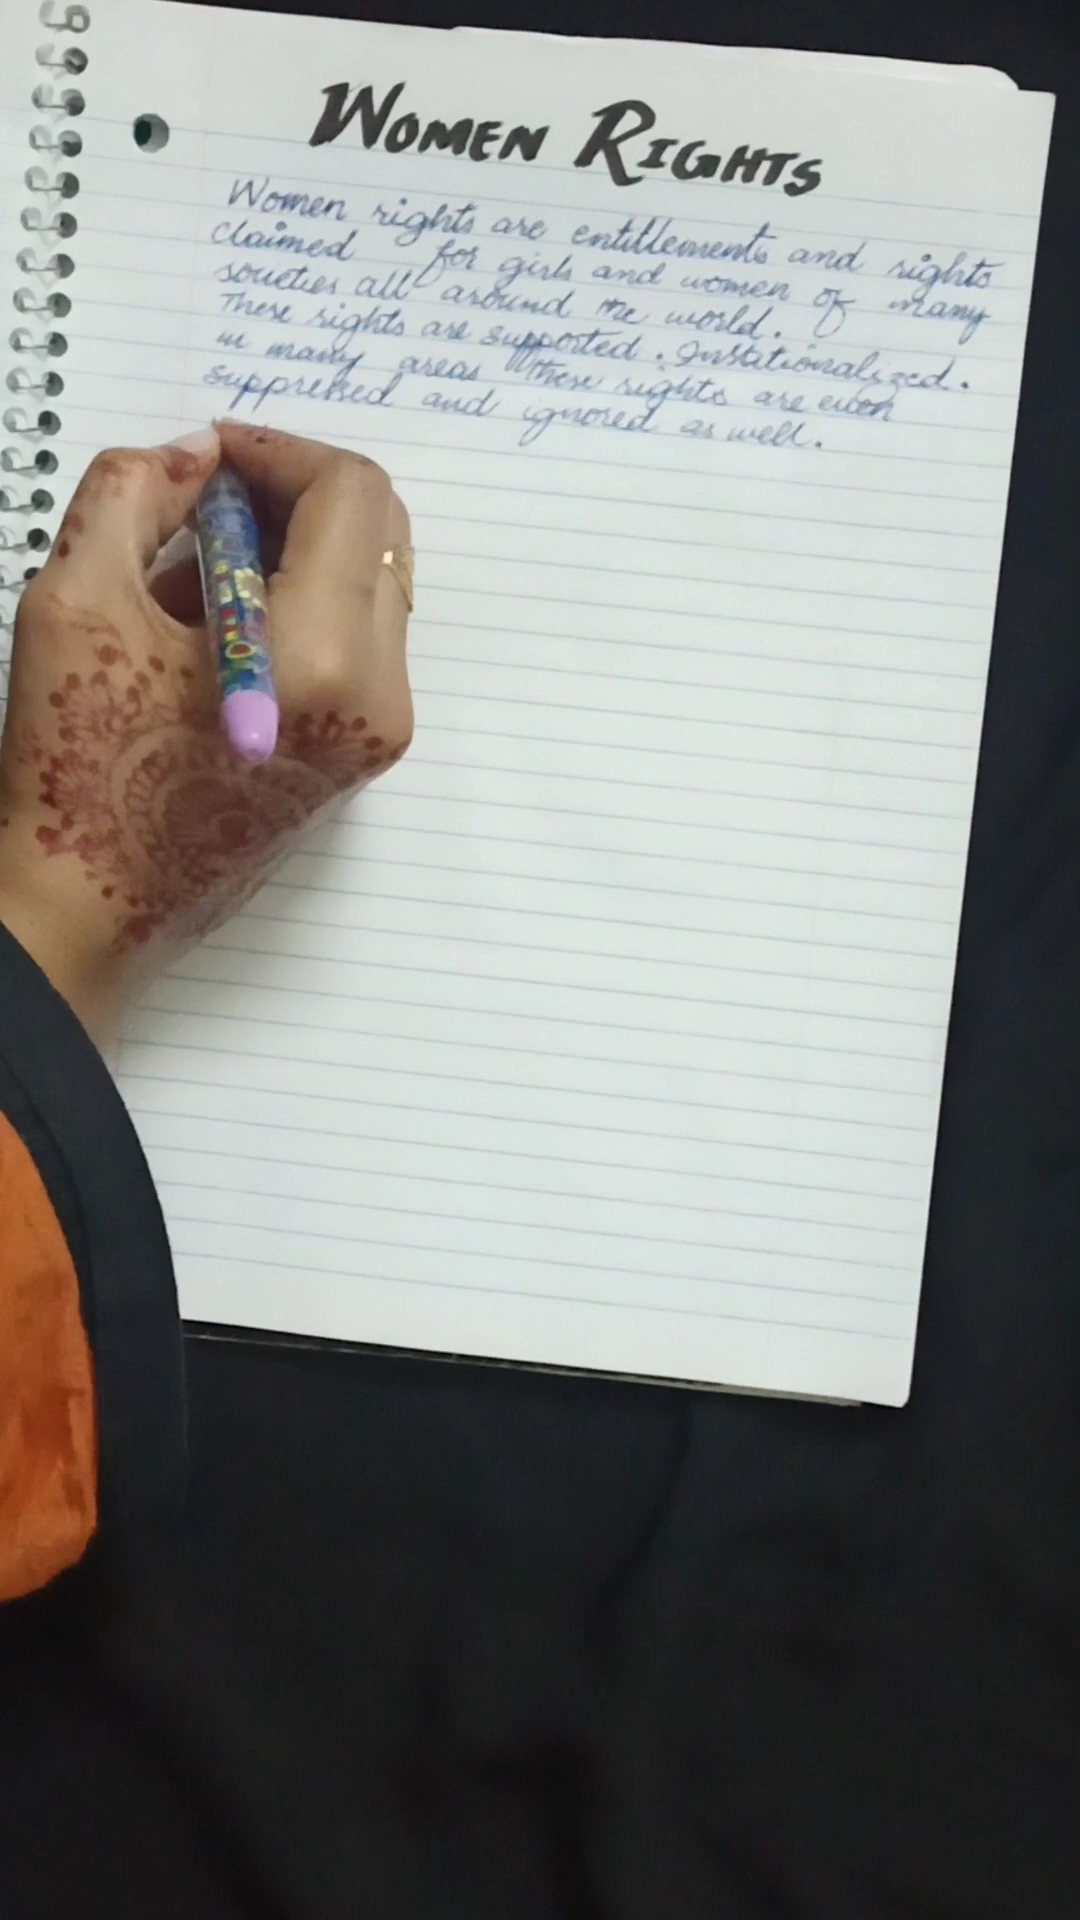 WOMEN RIGHTS
Women rights are entitlements and rights
claimed for girls and women of many
societies all around the world.
These rights are supported. Institutionalized.
in many areas these rights are even
suppressed and ignored as well.